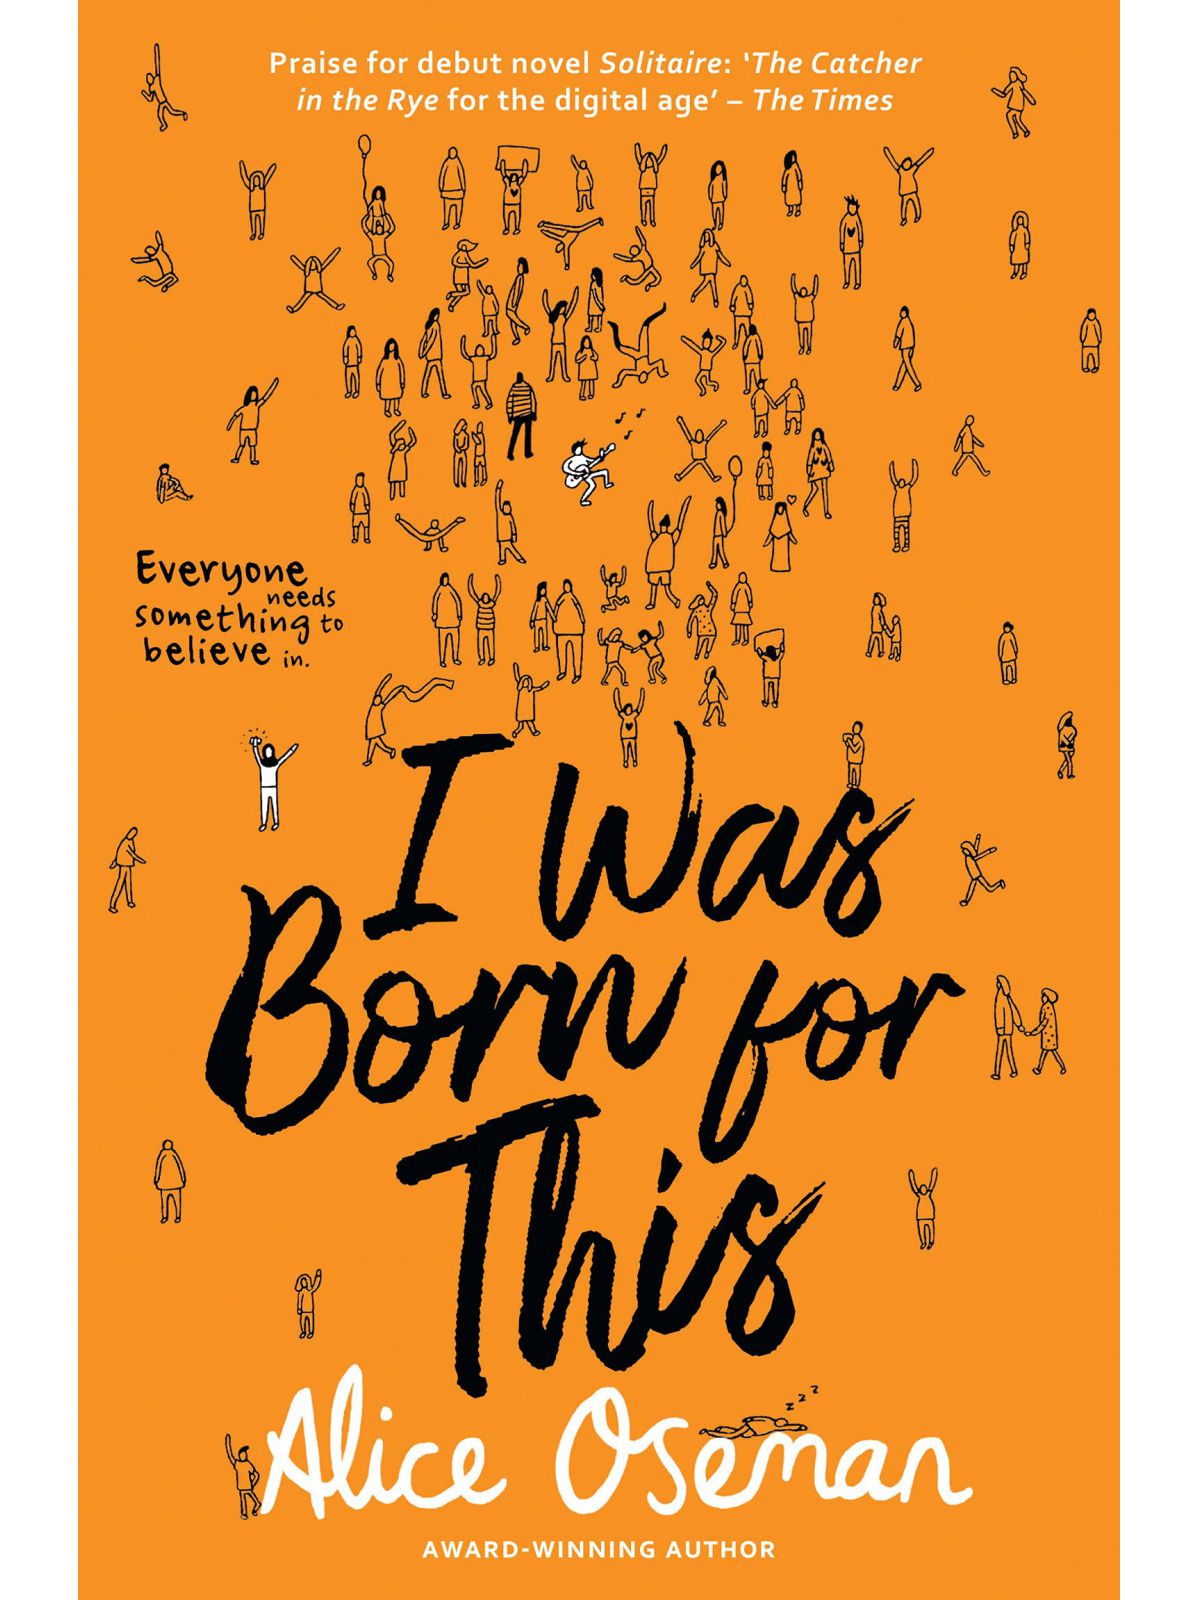 Praise for debut novel Solitaire: ‘The Catcher
in the Rye for the digital age’ – The Times
Everyone
needs
something to
believe in.
I Was
Born for
This
z z z
Alice Oseman
AWARD-WINNING AUTHOR